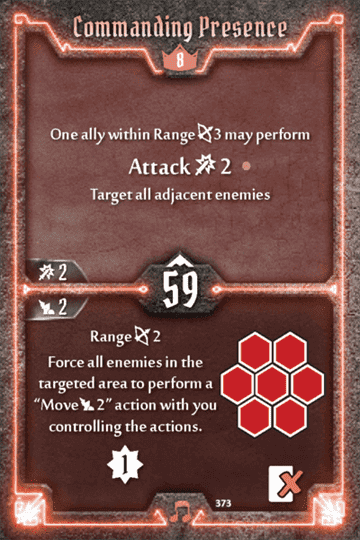 Commanding Presence
8
One ally within Range 3 may perform
Attack 2
Target all adjacent enemies
2
59
2
Range 2
Force all enemies in the
targeted area to perform a
“Move 2” action with you
controlling the actions.
1
373